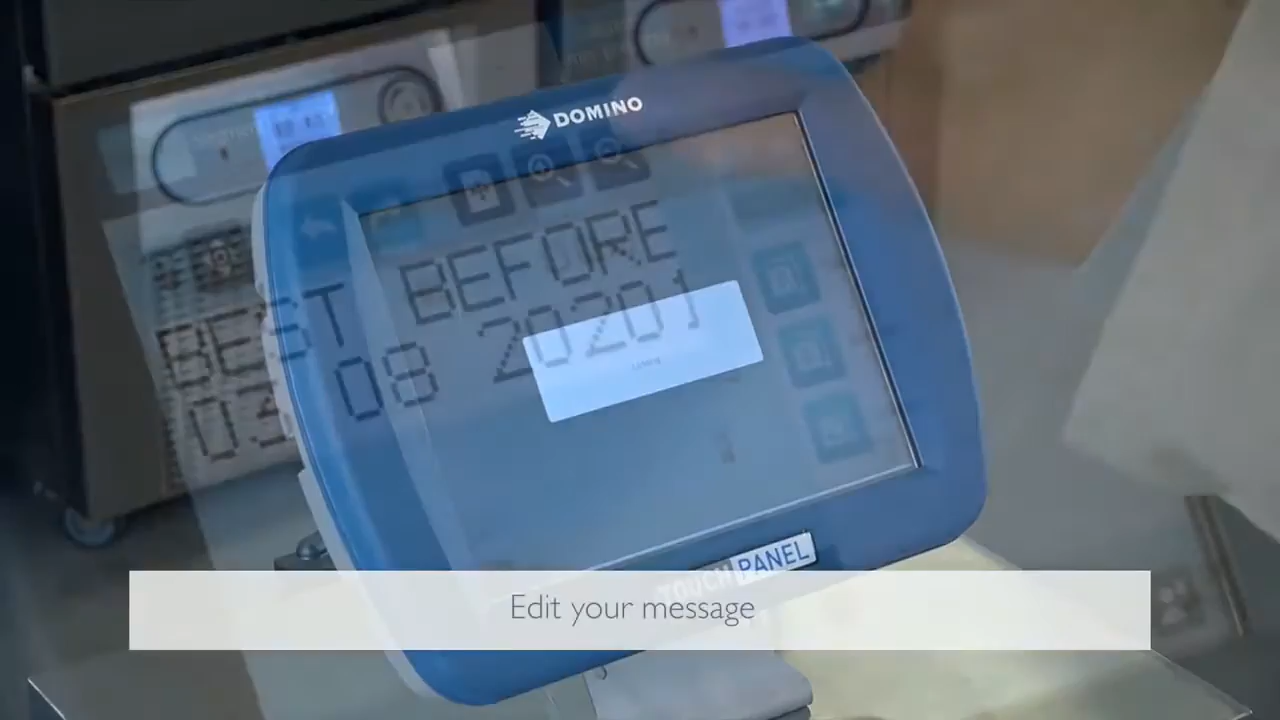 DOMINO
BEST BEFORE
03 08 20201
TOUCH PANEL
Edit your message